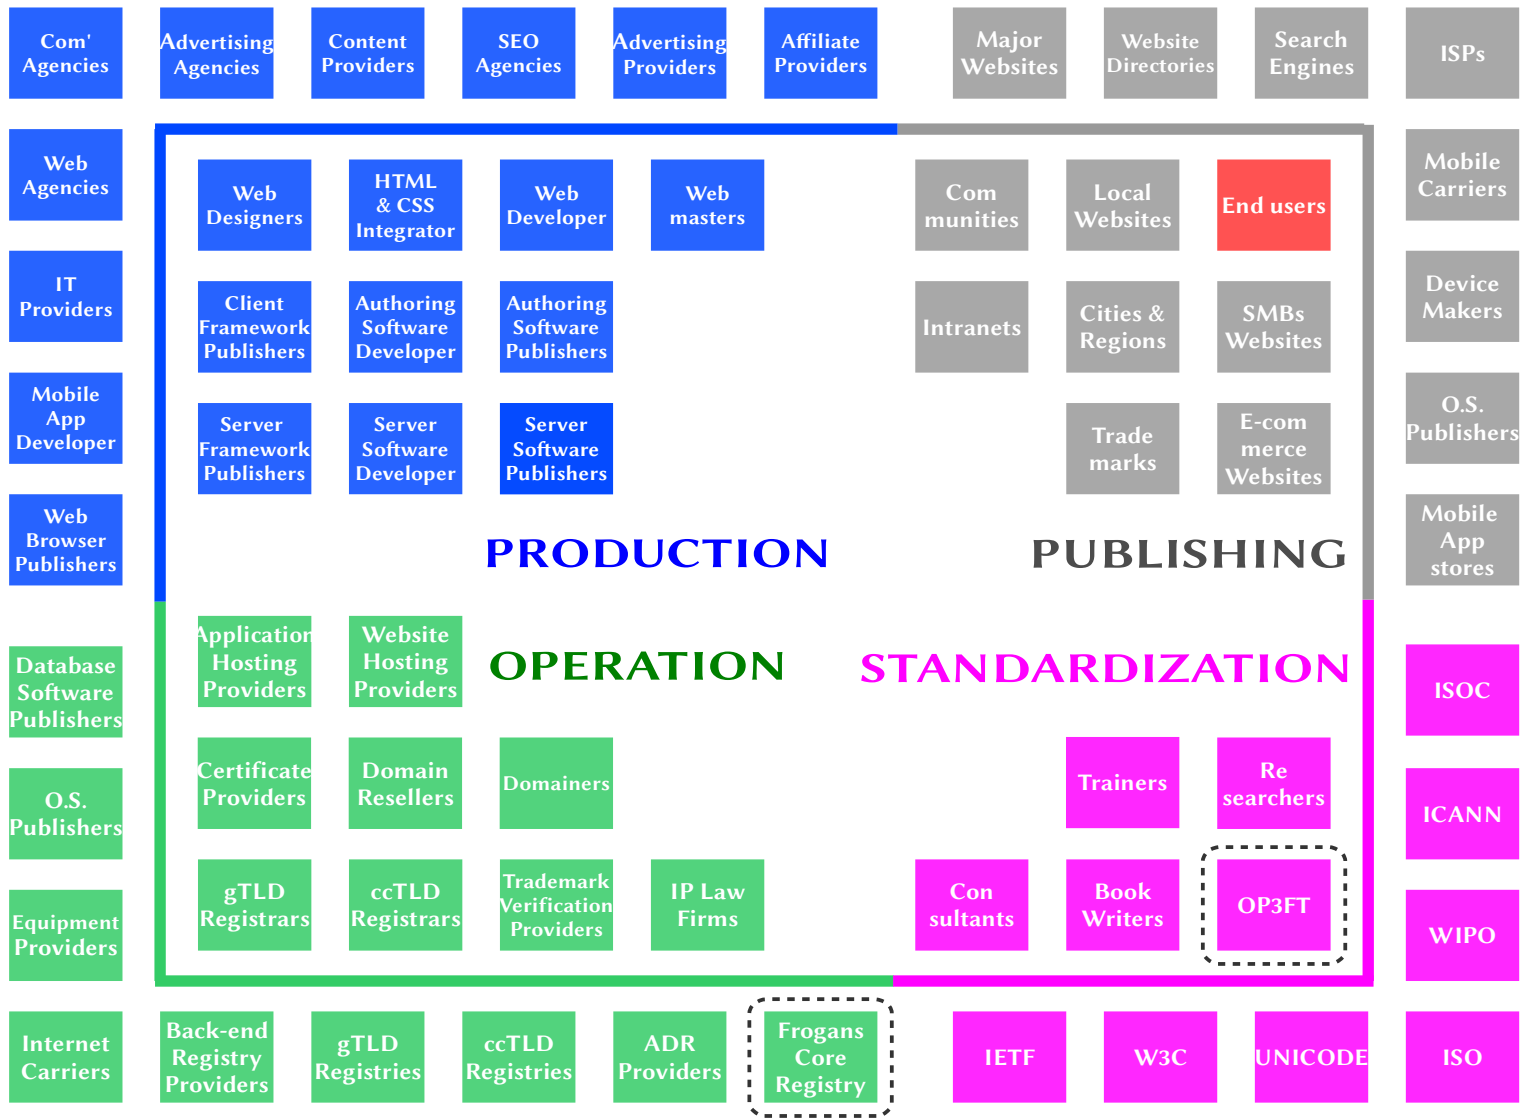 Com'
Agencies
Advertising
Agencies
Content
Providers
SEO
Agencies
Advertising
Providers
Affiliate
Providers
Major
Websites
Website
Directories
Search
Engines
ISPs
Web
Agencies
Web
Designers
HTML
& CSS
Integrator
Web
Developer
Web
masters
Com
munities
Local
Websites
End users
Mobile
Carriers
IT
Providers
Client
Framework
Publishers
Authoring
Software
Developer
Authoring
Software
Publishers
Intranets
Cities &
Regions
SMBs
Websites
Device
Makers
Mobile
App
Developer
Server
Framework
Publishers
Server
Software
Developer
Server
Software
Publishers
Trade
marks
E-com
merce
Websites
O.S.
Publishers
Web
Browser
Publishers
PRODUCTION
PUBLISHING
Mobile
App
stores
Database
Software
Publishers
Application
Hosting
Providers
Website
Hosting
Providers
OPERATION
STANDARDIZATION
ISOC
O.S.
Publishers
Certificate
Providers
Domain
Resellers
Domainers
Trainers
Re
searchers
ICANN
Equipment
Providers
gTLD
Registrars
ccTLD
Registrars
Trademark
Verification
Providers
IP Law
Firms
Con
sultants
Book
Writers
OP3FT
WIPO
Internet
Carriers
Back-end
Registry
Providers
gTLD
Registries
ccTLD
Registries
ADR
Providers
Frogans
Core
Registry
IETF
W3C
UNICODE
ISO